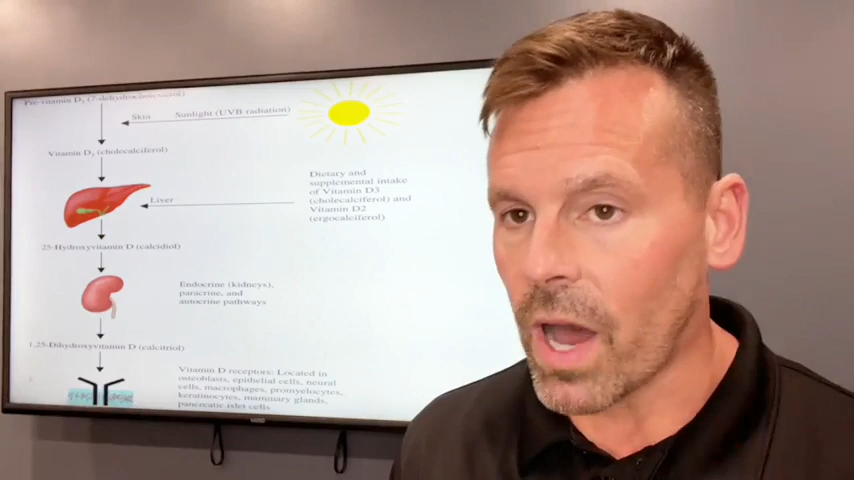 Pre-vitamin D3 (7-dehydrocholesterol)
Skin
Sunlight (UVB radiation)
Vitamin D3 (cholecalciferol)
Dietary and
supplemental intake
of Vitamin D3
(cholecalciferol) and
Vitamin D2
(ergocalciferol)
Liver
25-Hydroxyvitamin D (calcidiol)
Endocrine (kidneys),
paracrine, and
autocrine pathways
1,25-Dihydroxyvitamin D (calcitriol)
Vitamin D receptors: Located in
osteoblasts, epithelial cells, neural
cells, macrophages, promyelocytes,
keratinocytes, mammary glands,
pancreatic islet cells